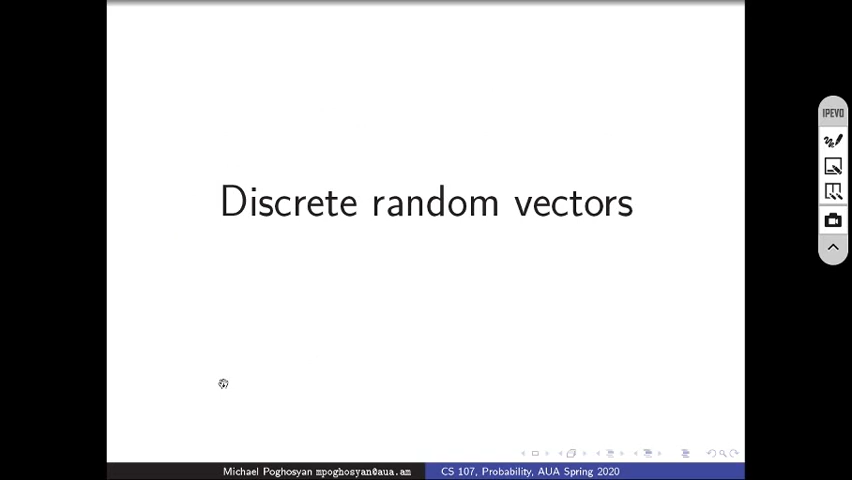 IPEVO
Discrete random vectors
Michael Poghosyan mpoghosyan@aua.am CS 107, Probability, AUA Spring 2020